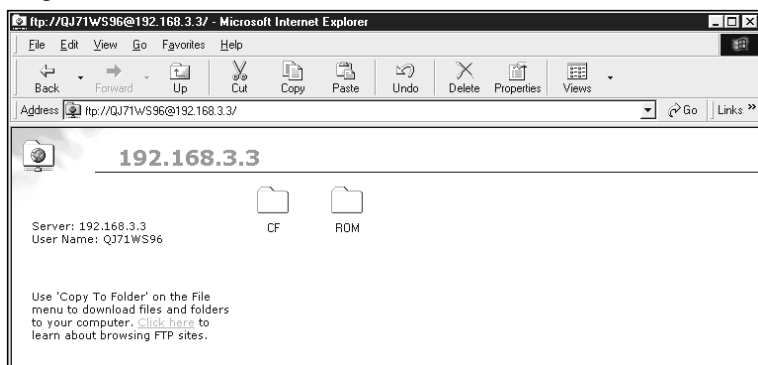 ftp://QJ71WS96@192.168.3.3/ - Microsoft Internet Explorer
File Edit View Go Favorites Help
Back Forward Up Cut Copy Paste Undo Delete Properties Views
Address ftp://QJ71WS96@192.168.3.3/ Go Links »
192.168.3.3
CF ROM
Server: 192.168.3.3
User Name: QJ71WS96
Use 'Copy To Folder' on the File
menu to download files and folders
to your computer. Click here to
learn about browsing FTP sites.